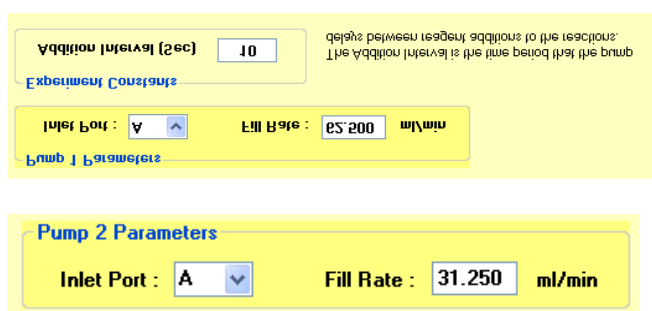 Pump 1 Parameters
Inlet Port : A Fill Rate : 62.500 ml/min
Experiment Constants
Addition Interval (Sec) 10
The Addition Interval is the time period that the pump
delays between reagent additions to the reactions.
Pump 2 Parameters
Inlet Port : A Fill Rate : 31.250 ml/min